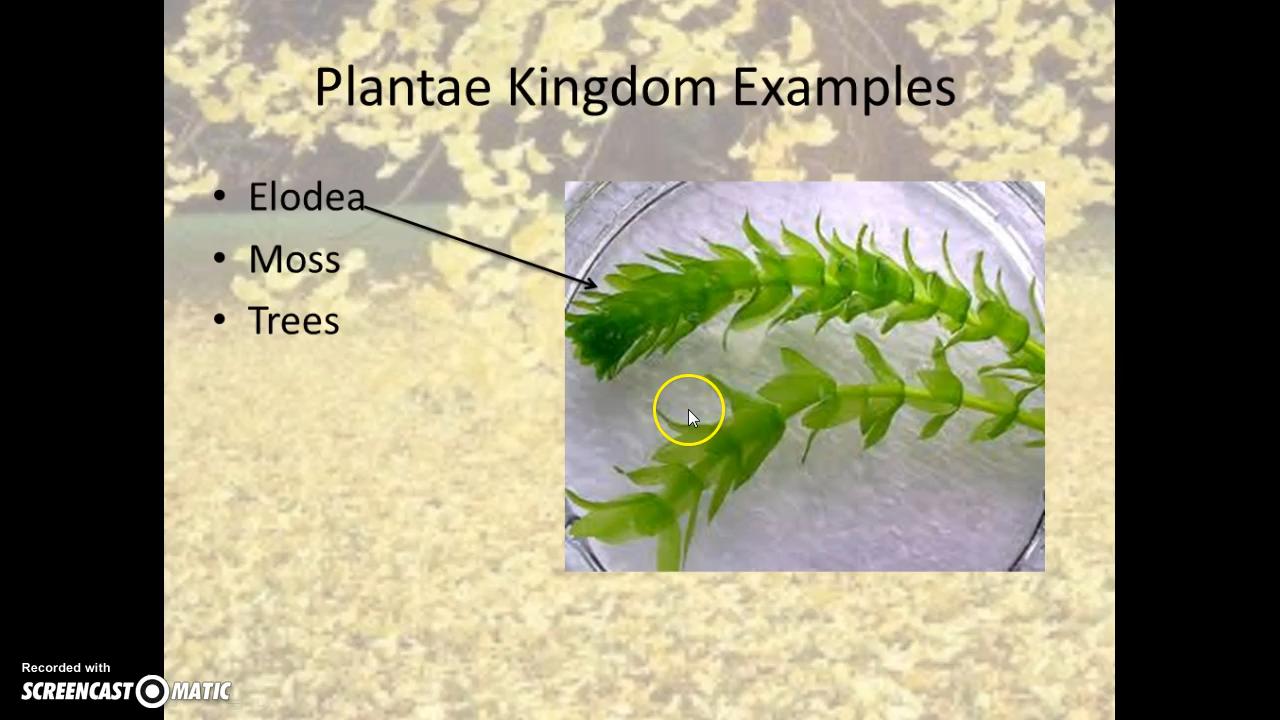 Plantae Kingdom Examples
• Elodea
• Moss
• Trees
Recorded with
SCREENCAST MATIC